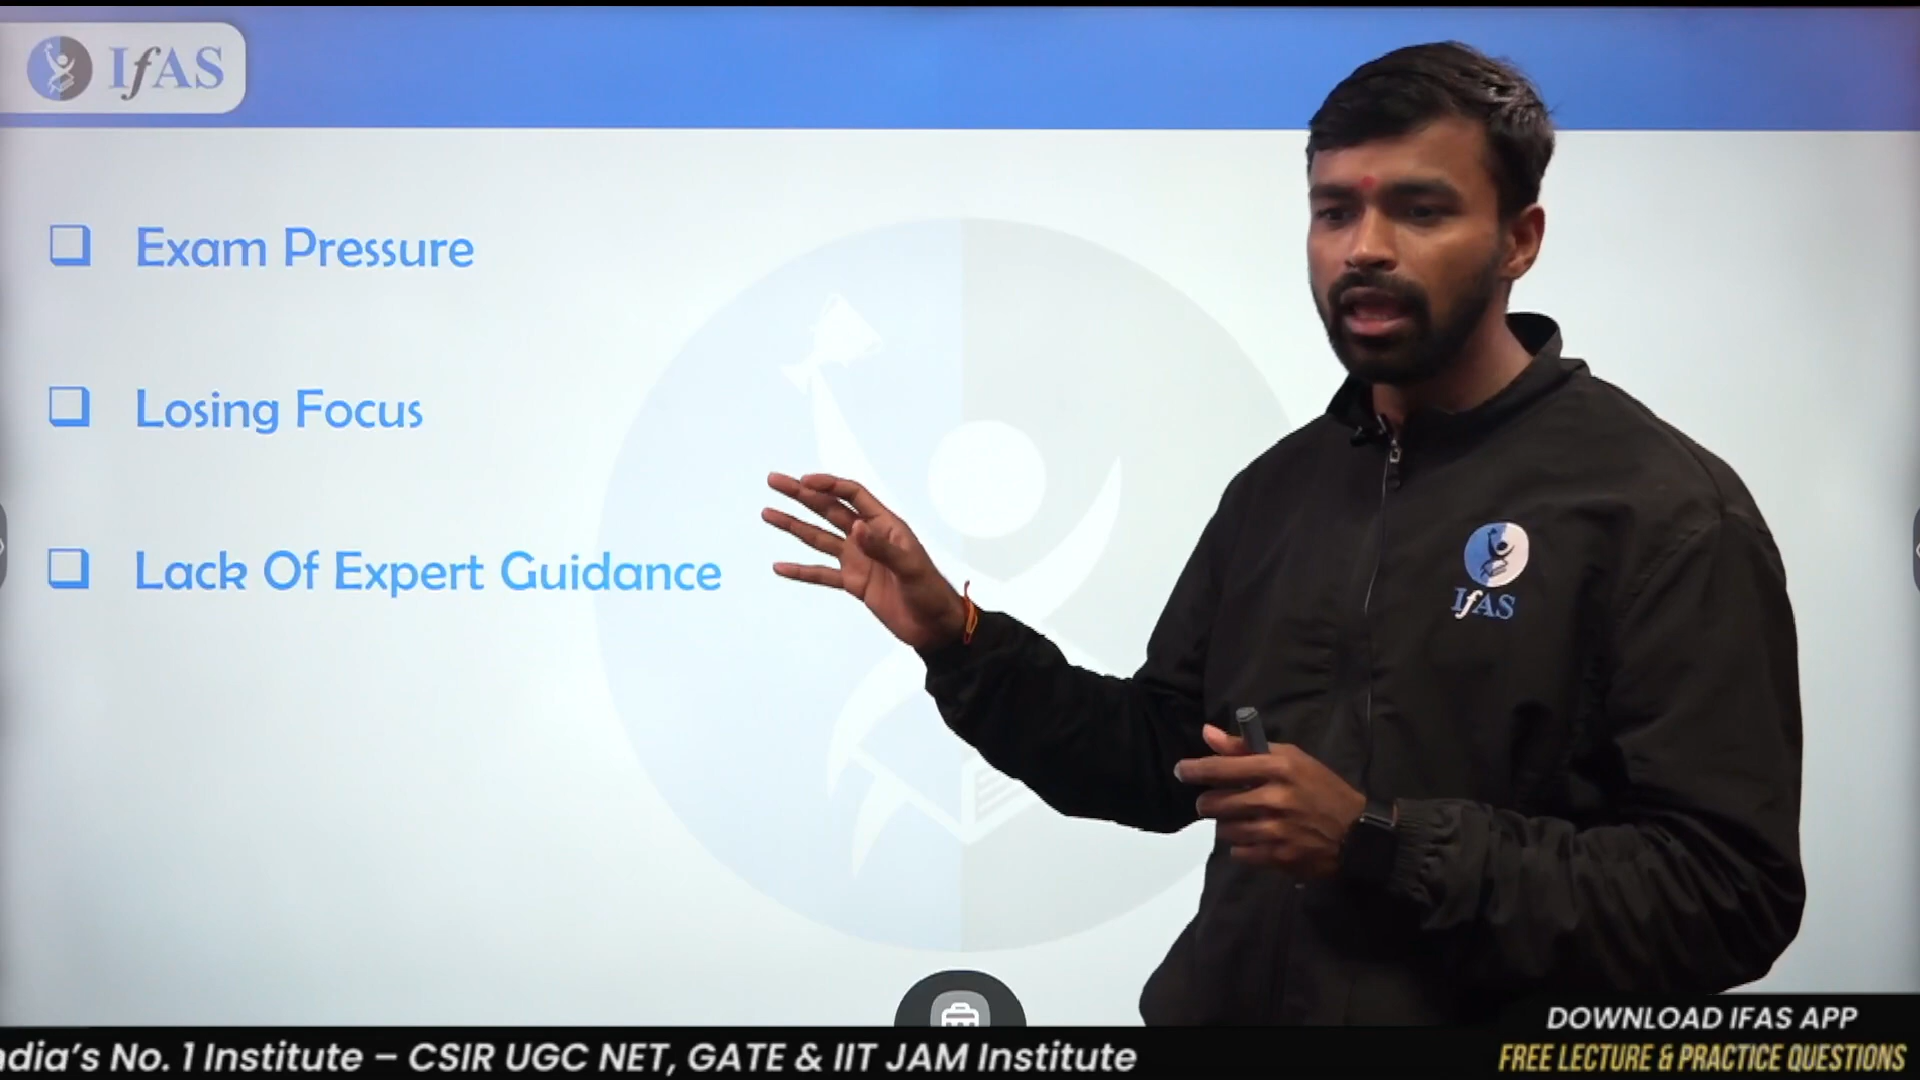 IfAS
Exam Pressure
Losing Focus
Lack Of Expert Guidance
IfAS
DOWNLOAD IFAS APP
ndia's No. 1 Institute – CSIR UGC NET, GATE & IIT JAM Institute
FREE LECTURE & PRACTICE QUESTIONS